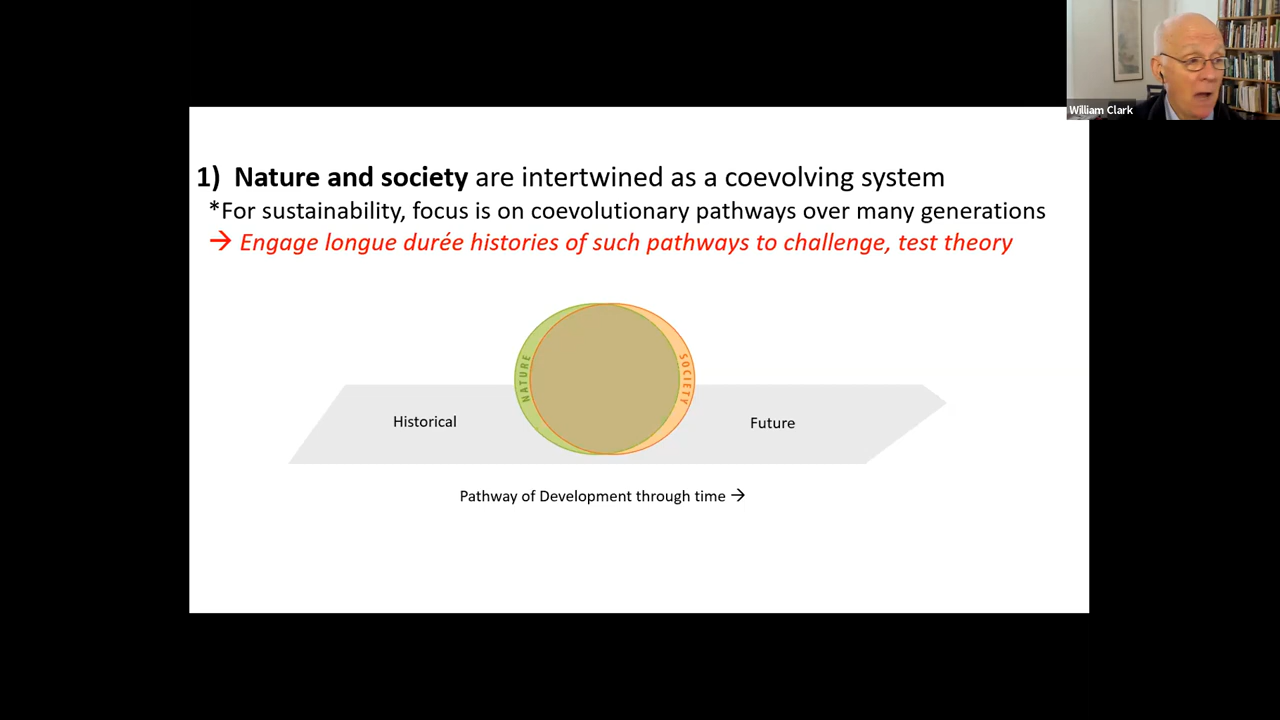 William Clark
1) Nature and society are intertwined as a coevolving system
*For sustainability, focus is on coevolutionary pathways over many generations
→ Engage longue durée histories of such pathways to challenge, test theory
NATURE
SOCIETY
Historical
Future
Pathway of Development through time →